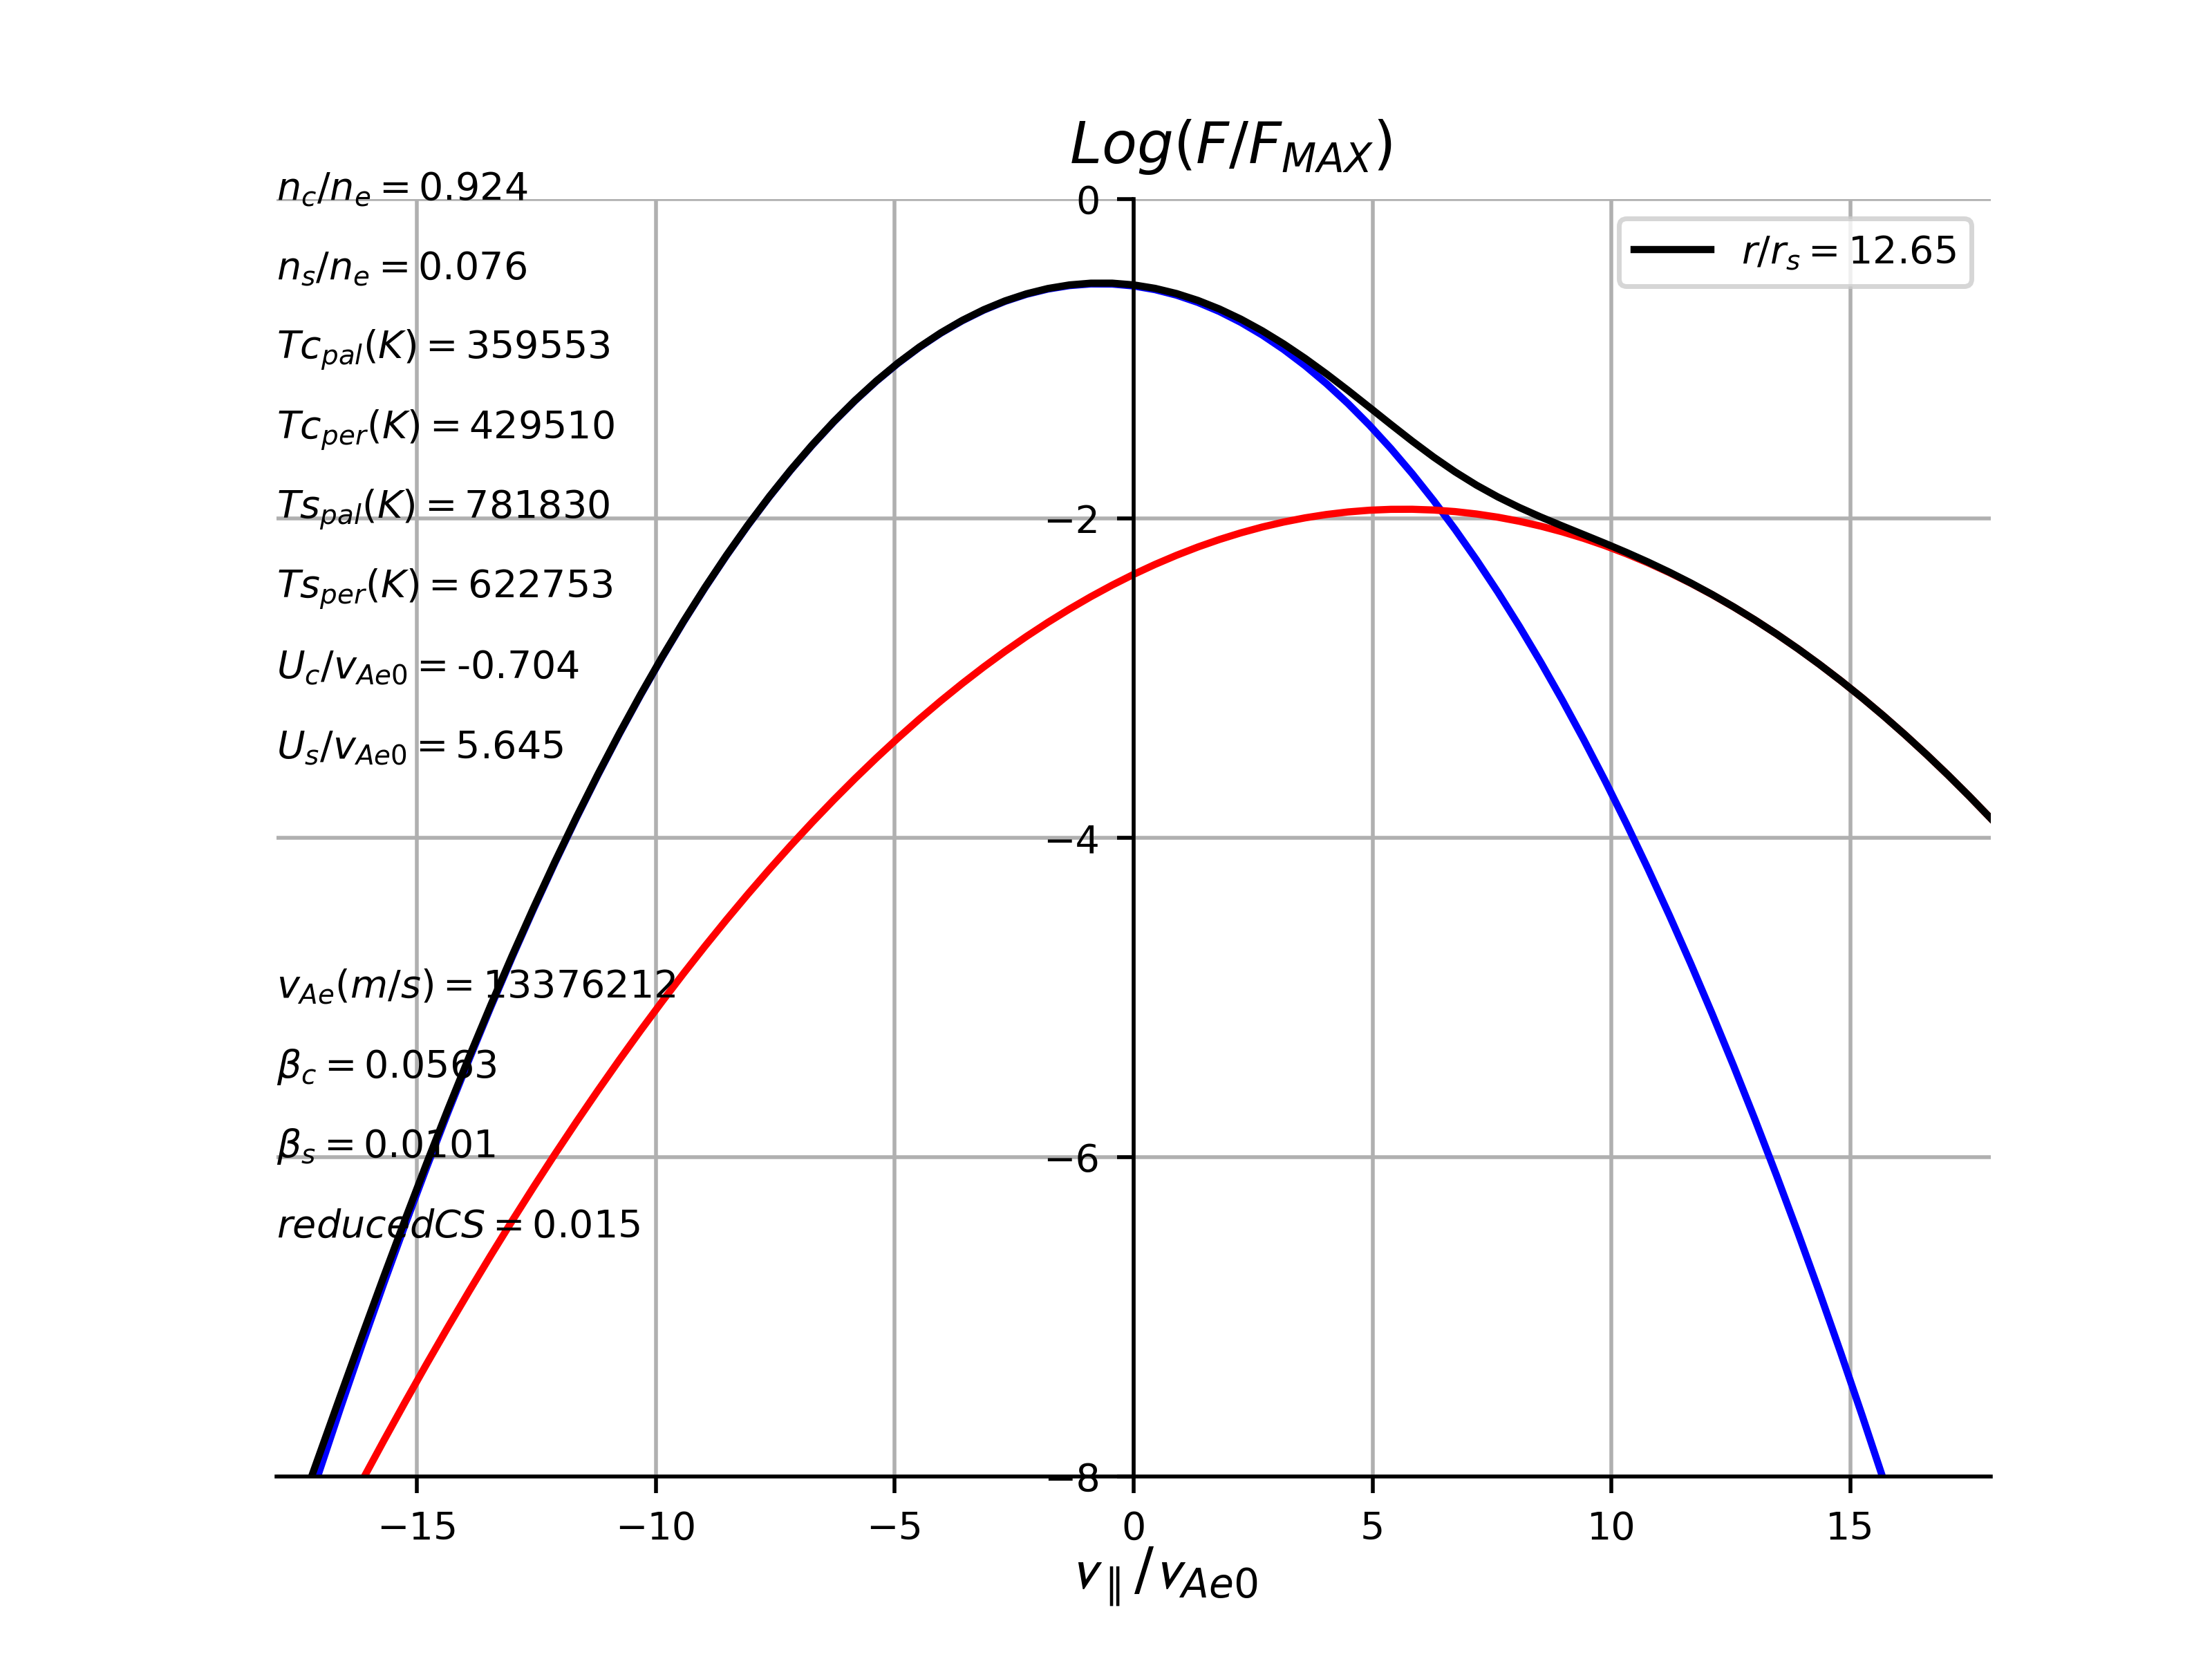 Log(F/F_MAX)
n_c/n_e = 0.924
0
r/r_s = 12.65
n_s/n_e = 0.076
Tc_pal(K) = 359553
Tc_per(K) = 429510
Ts_pal(K) = 781830
−2
Ts_per(K) = 622753
U_c/v_Ae0 = -0.704
U_s/v_Ae0 = 5.645
−4
v_Ae(m/s) = 13376212
β_c = 0.0563
β_s = 0.0101
−6
reducedCS = 0.015
−8
−15 −10 −5 0 5 10 15
v_∥/v_Ae0